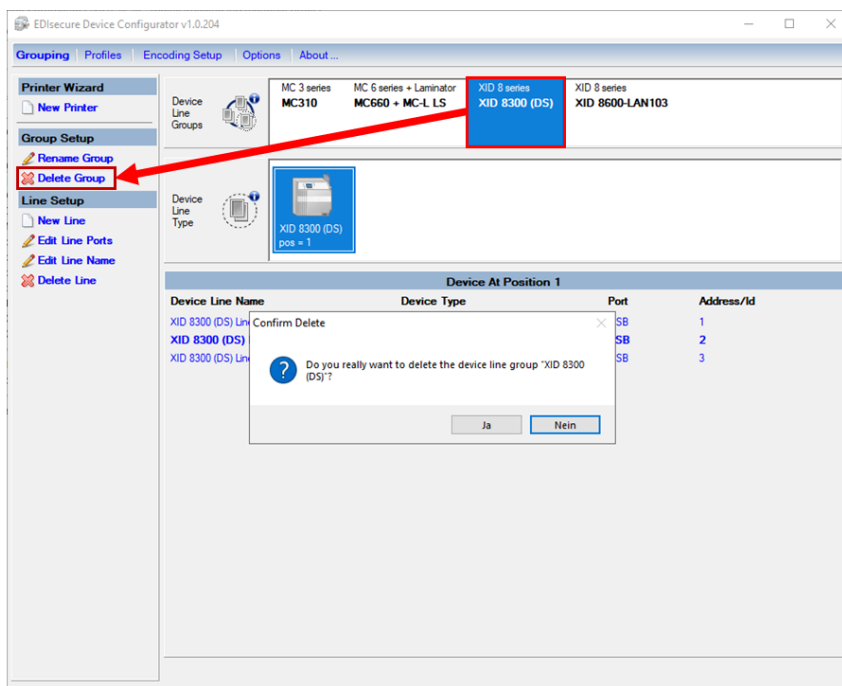 EDIsecure Device Configurator v1.0.204
Grouping Profiles Encoding Setup Options About ...
Printer Wizard
New Printer
Group Setup
Rename Group
Delete Group
Line Setup
New Line
Edit Line Ports
Edit Line Name
Delete Line
Device
Line
Groups
MC 3 series
MC310
MC 6 series + Laminator
MC660 + MC-L LS
XID 8 series
XID 8300 (DS)
XID 8 series
XID 8600-LAN103
Device
Line
Type
XID 8300 (DS)
pos = 1
Device At Position 1
Device Line Name Device Type Port Address/Id
XID 8300 (DS) Lin SB 1
XID 8300 (DS) SB 2
XID 8300 (DS) Lin SB 3
Confirm Delete
Do you really want to delete the device line group "XID 8300
(DS)"?
Ja Nein